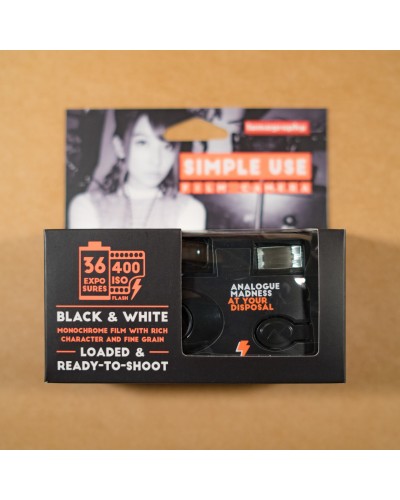 lomography
SIMPLE USE
FILM CAMERA
36
EXPO
SURES
400
ISO
FLASH
BLACK & WHITE
MONOCHROME FILM WITH RICH
CHARACTER AND FINE GRAIN
LOADED &
READY-TO-SHOOT
ANALOGUE
MADNESS
AT YOUR
DISPOSAL